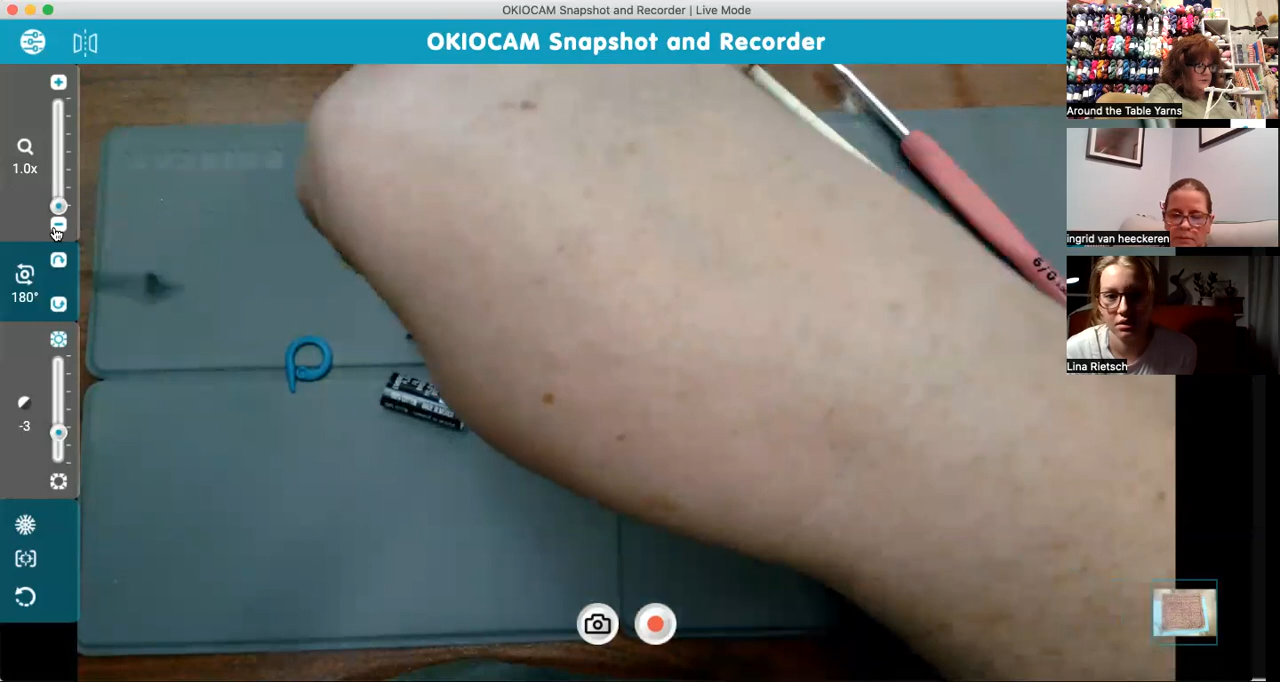 OKIOCAM Snapshot and Recorder | Live Mode
OKIOCAM Snapshot and Recorder
1.0x
180°
-3
Around the Table Yarns
ingrid van heeckeren
Lina Rietsch